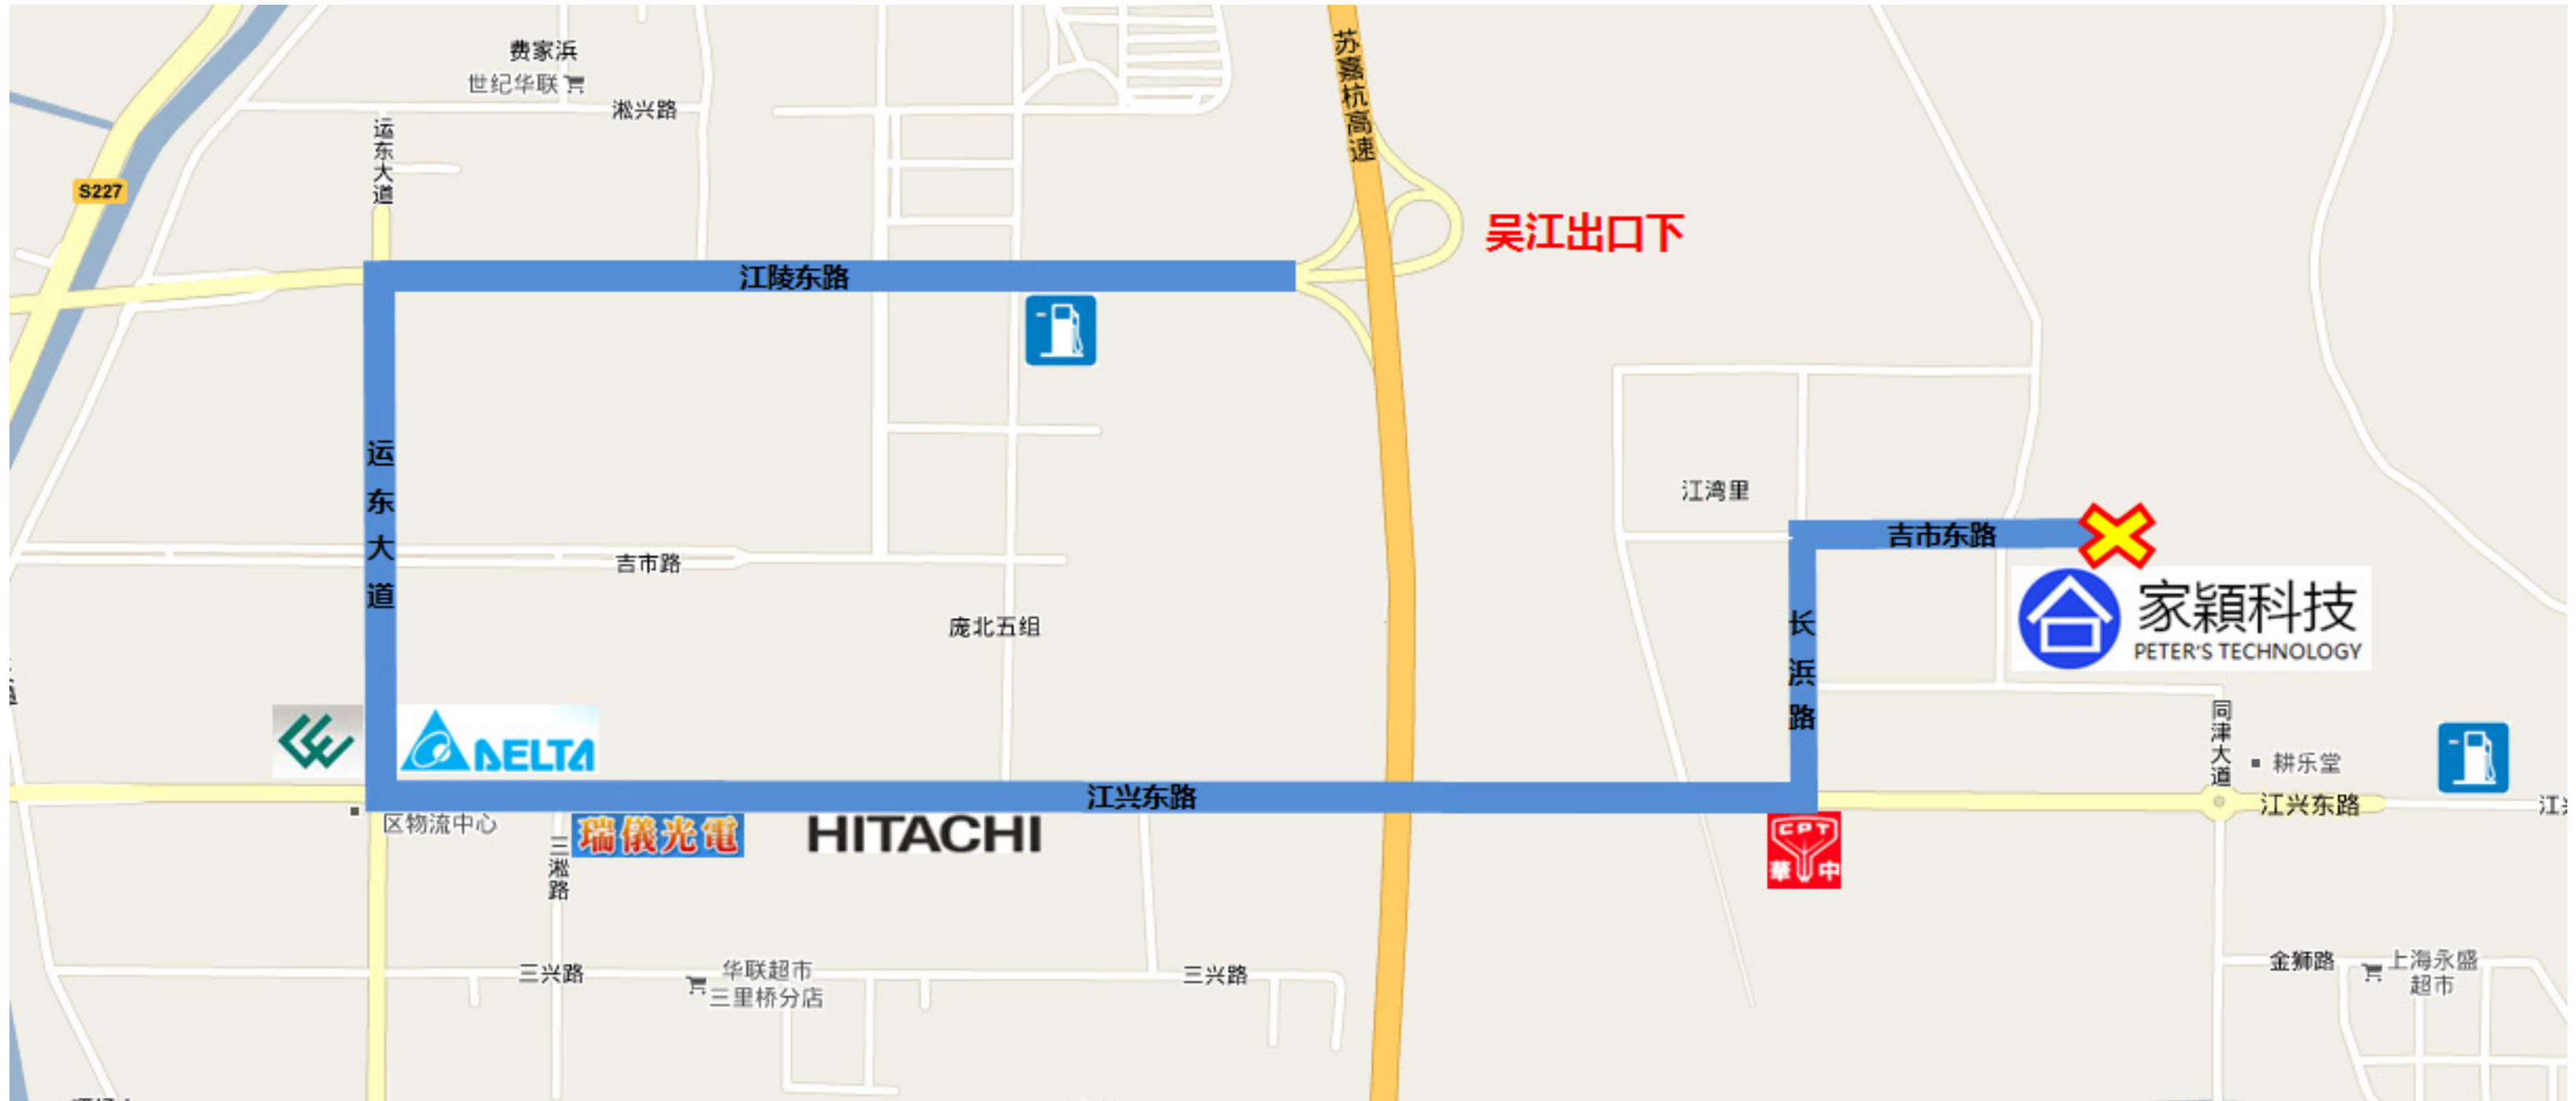 费家浜
世纪华联
淞兴路
运东大道
S227
苏嘉杭高速
吴江出口下
江陵东路
运东大道
江湾里
吉市东路
吉市路
庞北五组
长浜路
家穎科技
PETER'S TECHNOLOGY
DELTA
同津大道
耕乐堂
江兴东路
江兴东路
区物流中心
三淞路
瑞儀光電
HITACHI
CPT
華中
三兴路
华联超市
三里桥分店
三兴路
金狮路
上海永盛
超市